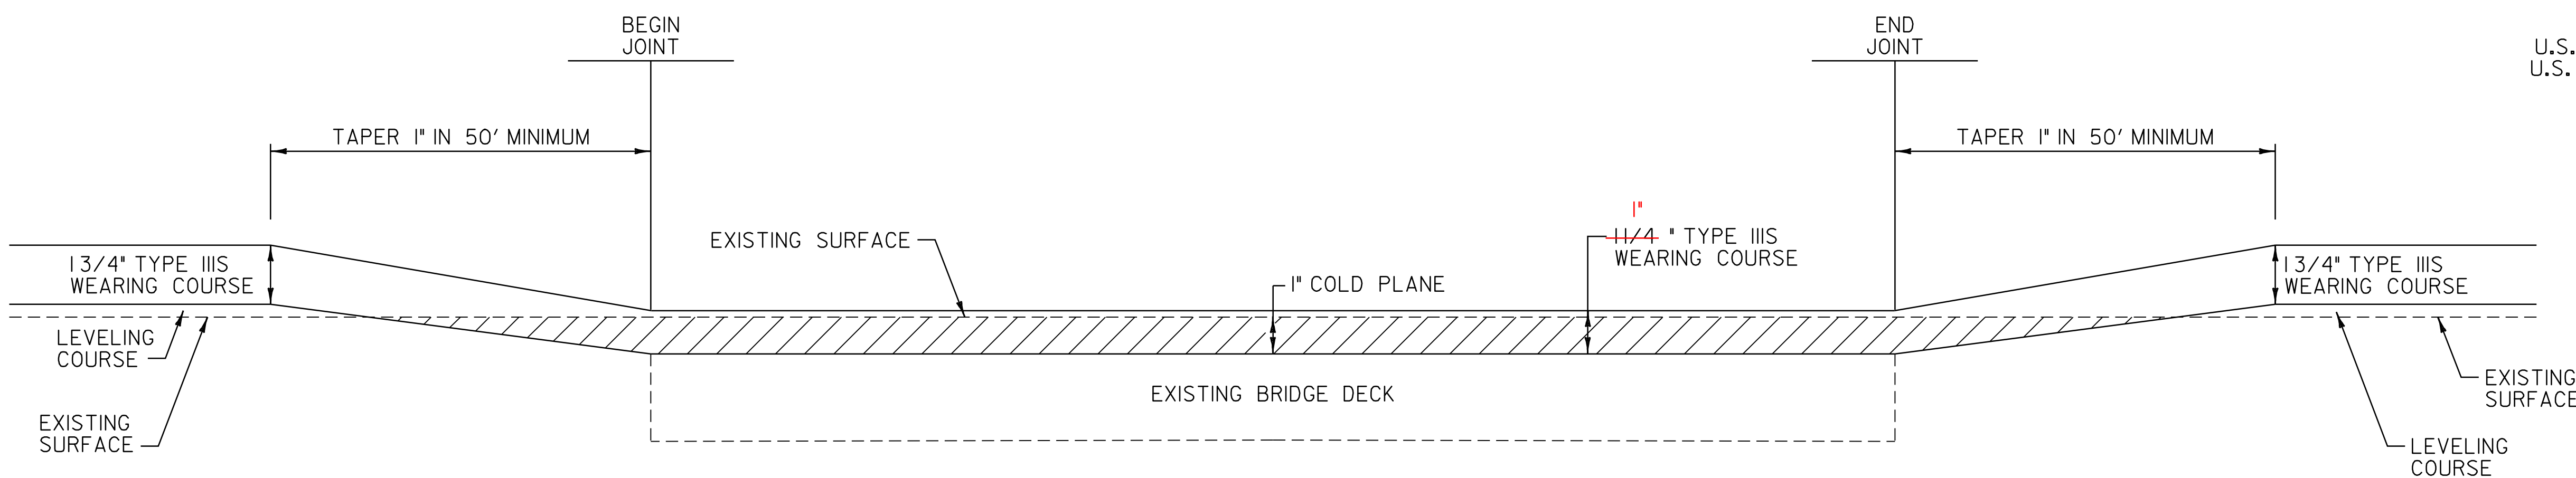 BEGIN
JOINT
END
JOINT
U.S.
U.S.
TAPER 1" IN 50' MINIMUM
TAPER 1" IN 50' MINIMUM
1"
1 1/4 " TYPE IIIS
WEARING COURSE
EXISTING SURFACE
1 3/4" TYPE IIIS
WEARING COURSE
1" COLD PLANE
1 3/4" TYPE IIIS
WEARING COURSE
LEVELING
COURSE
EXISTING BRIDGE DECK
EXISTING
SURFACE
EXISTING
SURFACE
LEVELING
COURSE